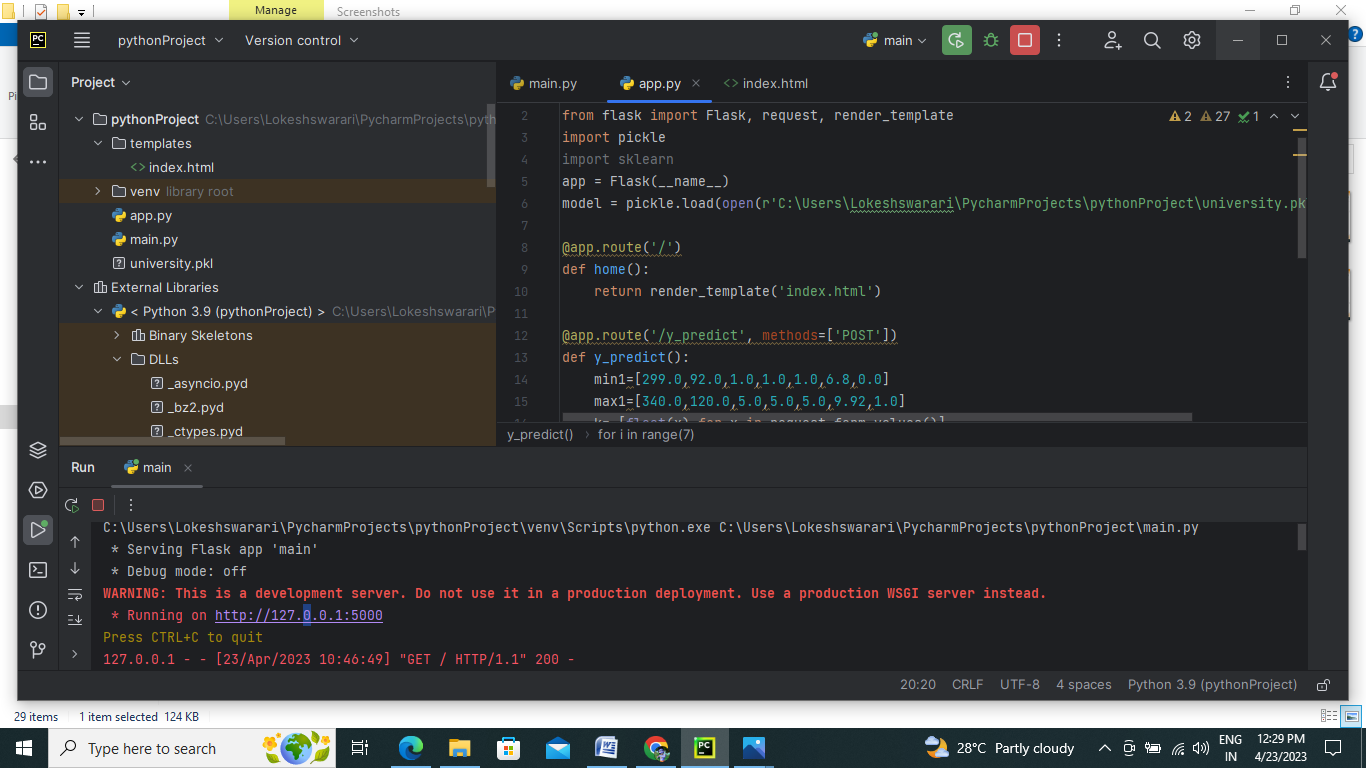 Manage
Screenshots
PC
pythonProject
Version control
main
Project
main.py
app.py
index.html
pythonProject C:\Users\Lokeshswarari\PycharmProjects\pyth
templates
index.html
venv library root
app.py
main.py
university.pkl
External Libraries
< Python 3.9 (pythonProject) > C:\Users\Lokeshswarari\P
Binary Skeletons
DLLs
_asyncio.pyd
_bz2.pyd
_ctypes.pyd
2 from flask import Flask, request, render_template
2 27 1
3 import pickle
4 import sklearn
5 app = Flask(__name__)
6 model = pickle.load(open(r'C:\Users\Lokeshswarari\PycharmProjects\pythonProject\university.pk
7
8 @app.route('/')
9 def home():
10 return render_template('index.html')
11
12 @app.route('/y_predict', methods=['POST'])
13 def y_predict():
14 min1=[299.0,92.0,1.0,1.0,1.0,6.8,0.0]
15 max1=[340.0,120.0,5.0,5.0,5.0,9.92,1.0]
k= [float(x) for x in request.form.values()]
y_predict() for i in range(7)
Run
main
C:\Users\Lokeshswarari\PycharmProjects\pythonProject\venv\Scripts\python.exe C:\Users\Lokeshswarari\PycharmProjects\pythonProject\main.py
* Serving Flask app 'main'
* Debug mode: off
WARNING: This is a development server. Do not use it in a production deployment. Use a production WSGI server instead.
* Running on http://127.0.0.1:5000
Press CTRL+C to quit
127.0.0.1 - - [23/Apr/2023 10:46:49] "GET / HTTP/1.1" 200 -
20:20 CRLF UTF-8 4 spaces Python 3.9 (pythonProject)
29 items 1 item selected 124 KB
Type here to search
PC
28°C Partly cloudy
ENG
IN
12:29 PM
4/23/2023